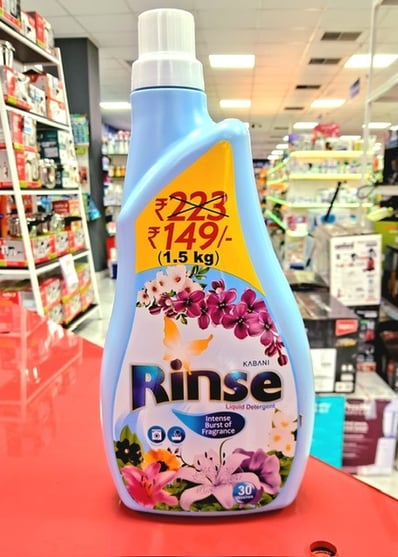 ₹223
₹149/-
(1.5 kg)
KABANI
Rinse
Liquid Detergent
Intense
Burst of
Fragrance
30